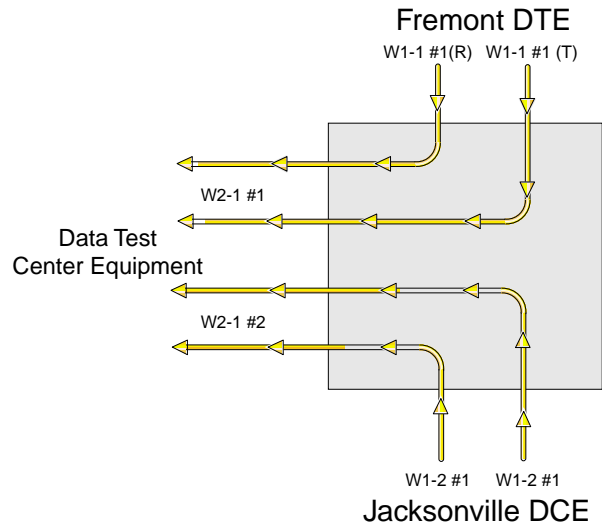 Fremont DTE
W1-1 #1(R) W1-1 #1 (T)
W2-1 #1
Data Test
Center Equipment
W2-1 #2
W1-2 #1 W1-2 #1
Jacksonville DCE